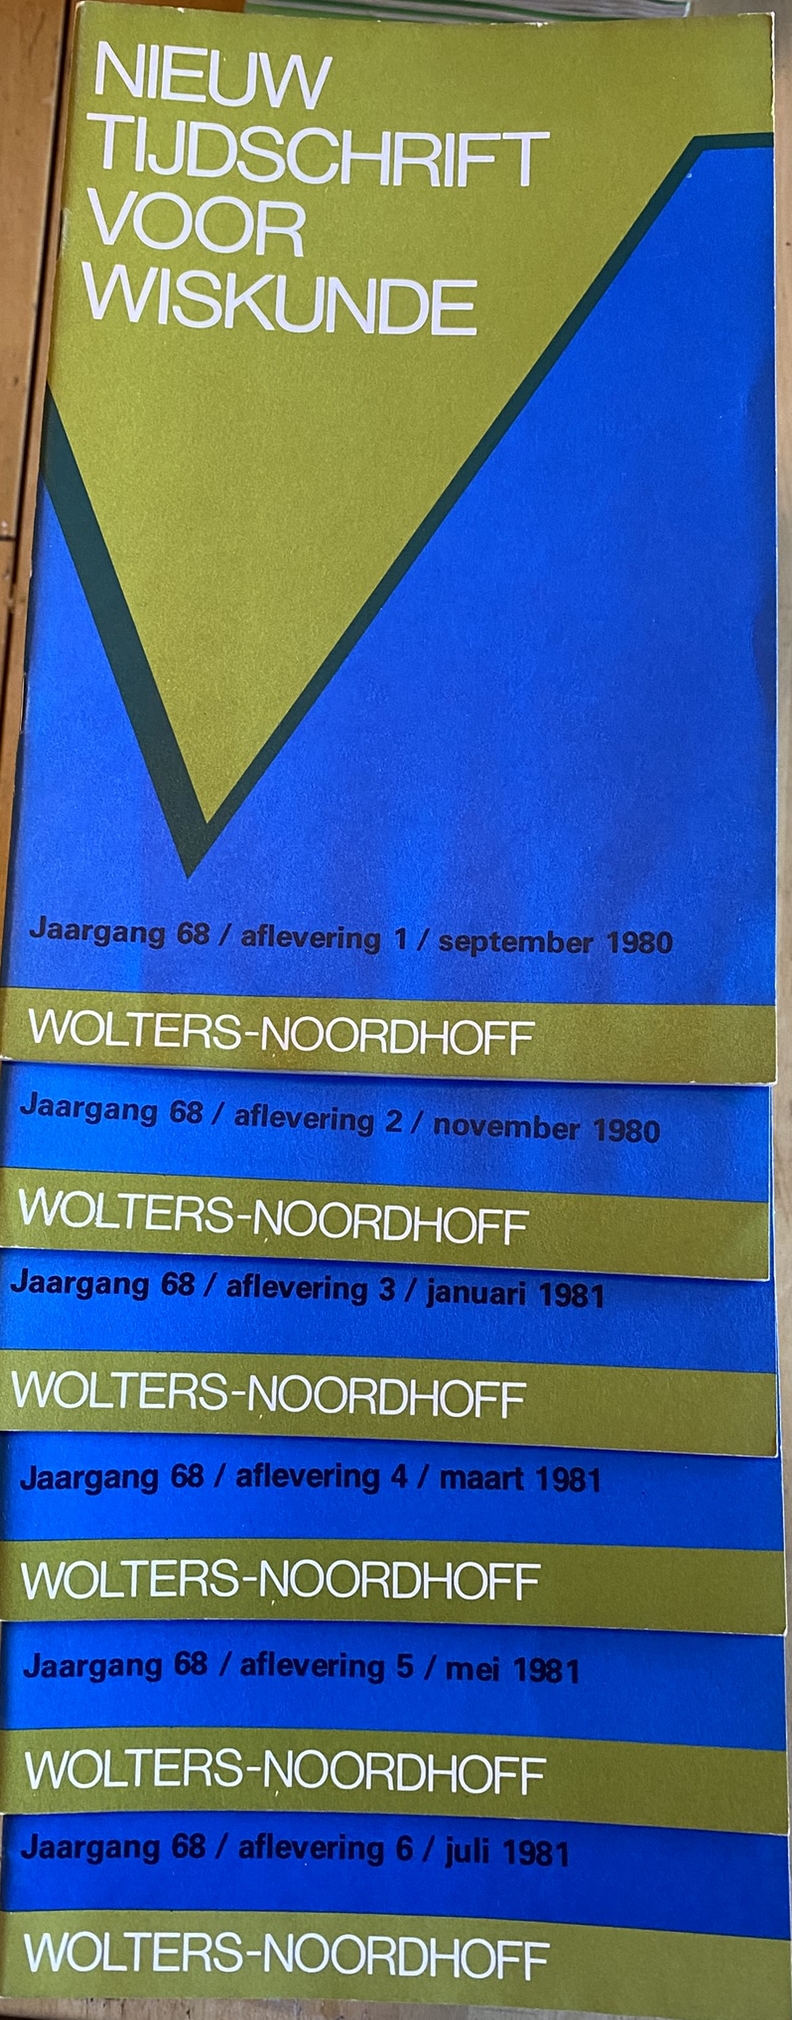 NIEUW
TIJDSCHRIFT
VOOR
WISKUNDE
Jaargang 68 / aflevering 1 / september 1980
WOLTERS-NOORDHOFF
Jaargang 68 / aflevering 2 / november 1980
WOLTERS-NOORDHOFF
Jaargang 68 / aflevering 3 / januari 1981
WOLTERS-NOORDHOFF
Jaargang 68 / aflevering 4 / maart 1981
WOLTERS-NOORDHOFF
Jaargang 68 / aflevering 5 / mei 1981
WOLTERS-NOORDHOFF
Jaargang 68 / aflevering 6 / juli 1981
WOLTERS-NOORDHOFF